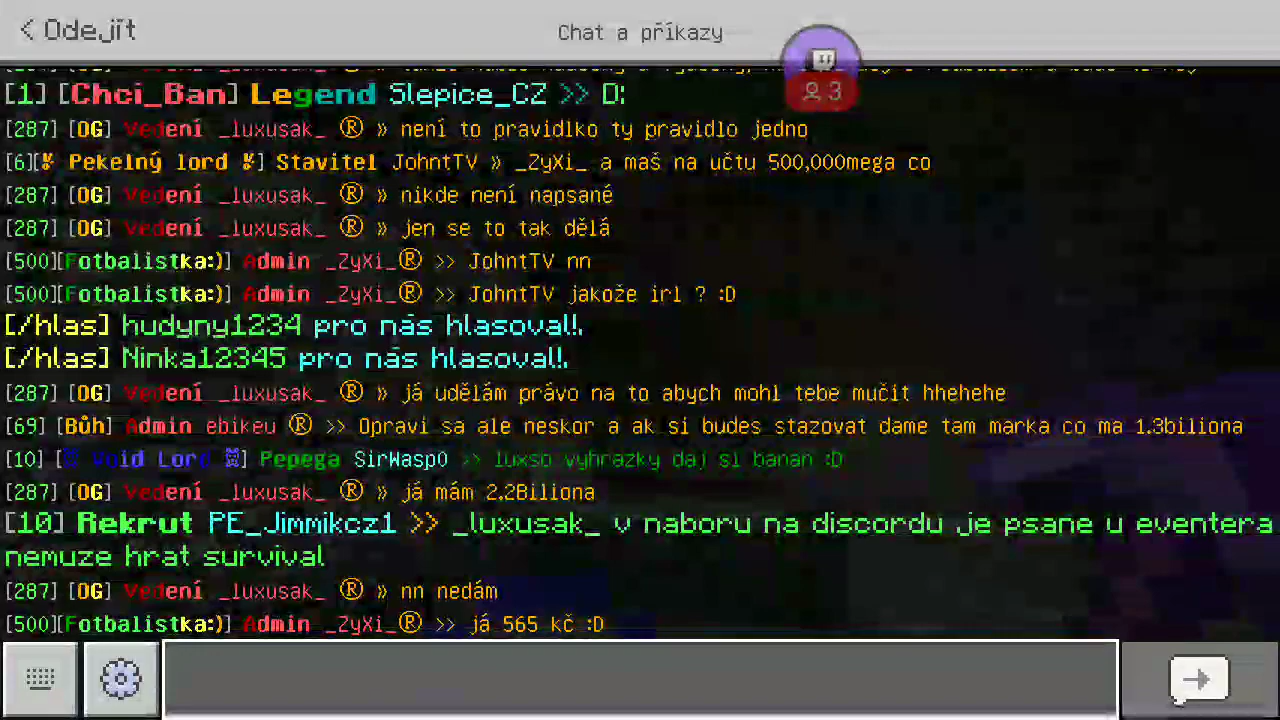 < Odejít
Chat a příkazy
3
[1] [Chci_Ban] Legend Slepice_CZ >> D:
[287] [OG] Vedení _luxusak_ ® » není to pravidlko ty pravidlo jedno
[6][ Pekelný lord ] Stavitel JohntTV » _ZyXi_ a maš na učtu 500,000mega co
[287] [OG] Vedení _luxusak_ ® » nikde není napsané
[287] [OG] Vedení _luxusak_ ® » jen se to tak dělá
[500][Fotbalistka:)] Admin _ZyXi_® >> JohntTV nn
[500][Fotbalistka:)] Admin _ZyXi_® >> JohntTV jakože irl ? :D
[/hlas] hudyny1234 pro nás hlasoval!.
[/hlas] Ninka12345 pro nás hlasoval!.
[287] [OG] Vedení _luxusak_ ® » já udělám právo na to abych mohl tebe mučit hhehehe
[69] [Bůh] Admin ebikeu ® >> Opravi sa ale neskor a ak si budes stazovat dame tam marka co ma 1.3biliona
[10] [ Void Lord ] Pepega SirWasp0 >> luxso vyhrazky daj si banan :D
[287] [OG] Vedení _luxusak_ ® » já mám 2.2Biliona
[10] Rekrut PE_Jimmikcz1 >> _luxusak_ v naboru na discordu je psane u eventera
nemuze hrat survival
[287] [OG] Vedení _luxusak_ ® » nn nedám
[500][Fotbalistka:)] Admin _ZyXi_® >> já 565 kč :D